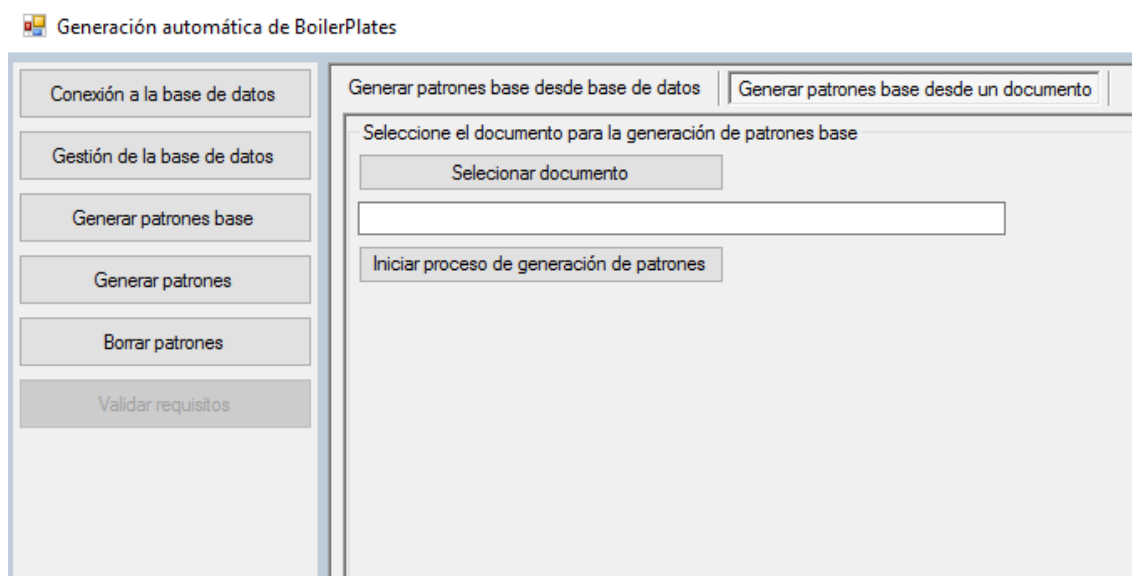 Generación automática de BoilerPlates
Conexión a la base de datos
Gestión de la base de datos
Generar patrones base
Generar patrones
Borrar patrones
Validar requisitos
Generar patrones base desde base de datos
Generar patrones base desde un documento
Seleccione el documento para la generación de patrones base
Selecionar documento
Iniciar proceso de generación de patrones